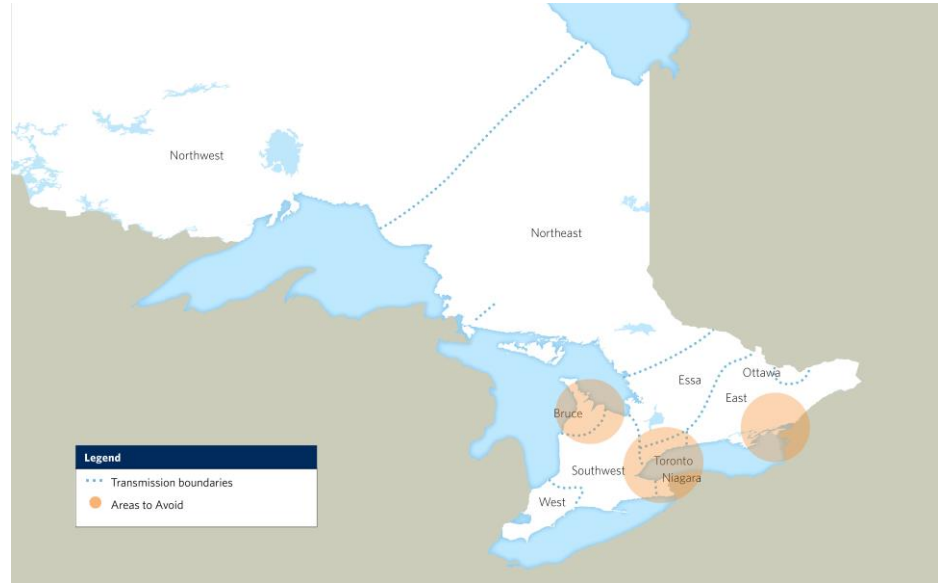 Northwest
Northeast
Essa
Ottawa
East
Bruce
Toronto
Southwest
Niagara
West
Legend
Transmission boundaries
Areas to Avoid